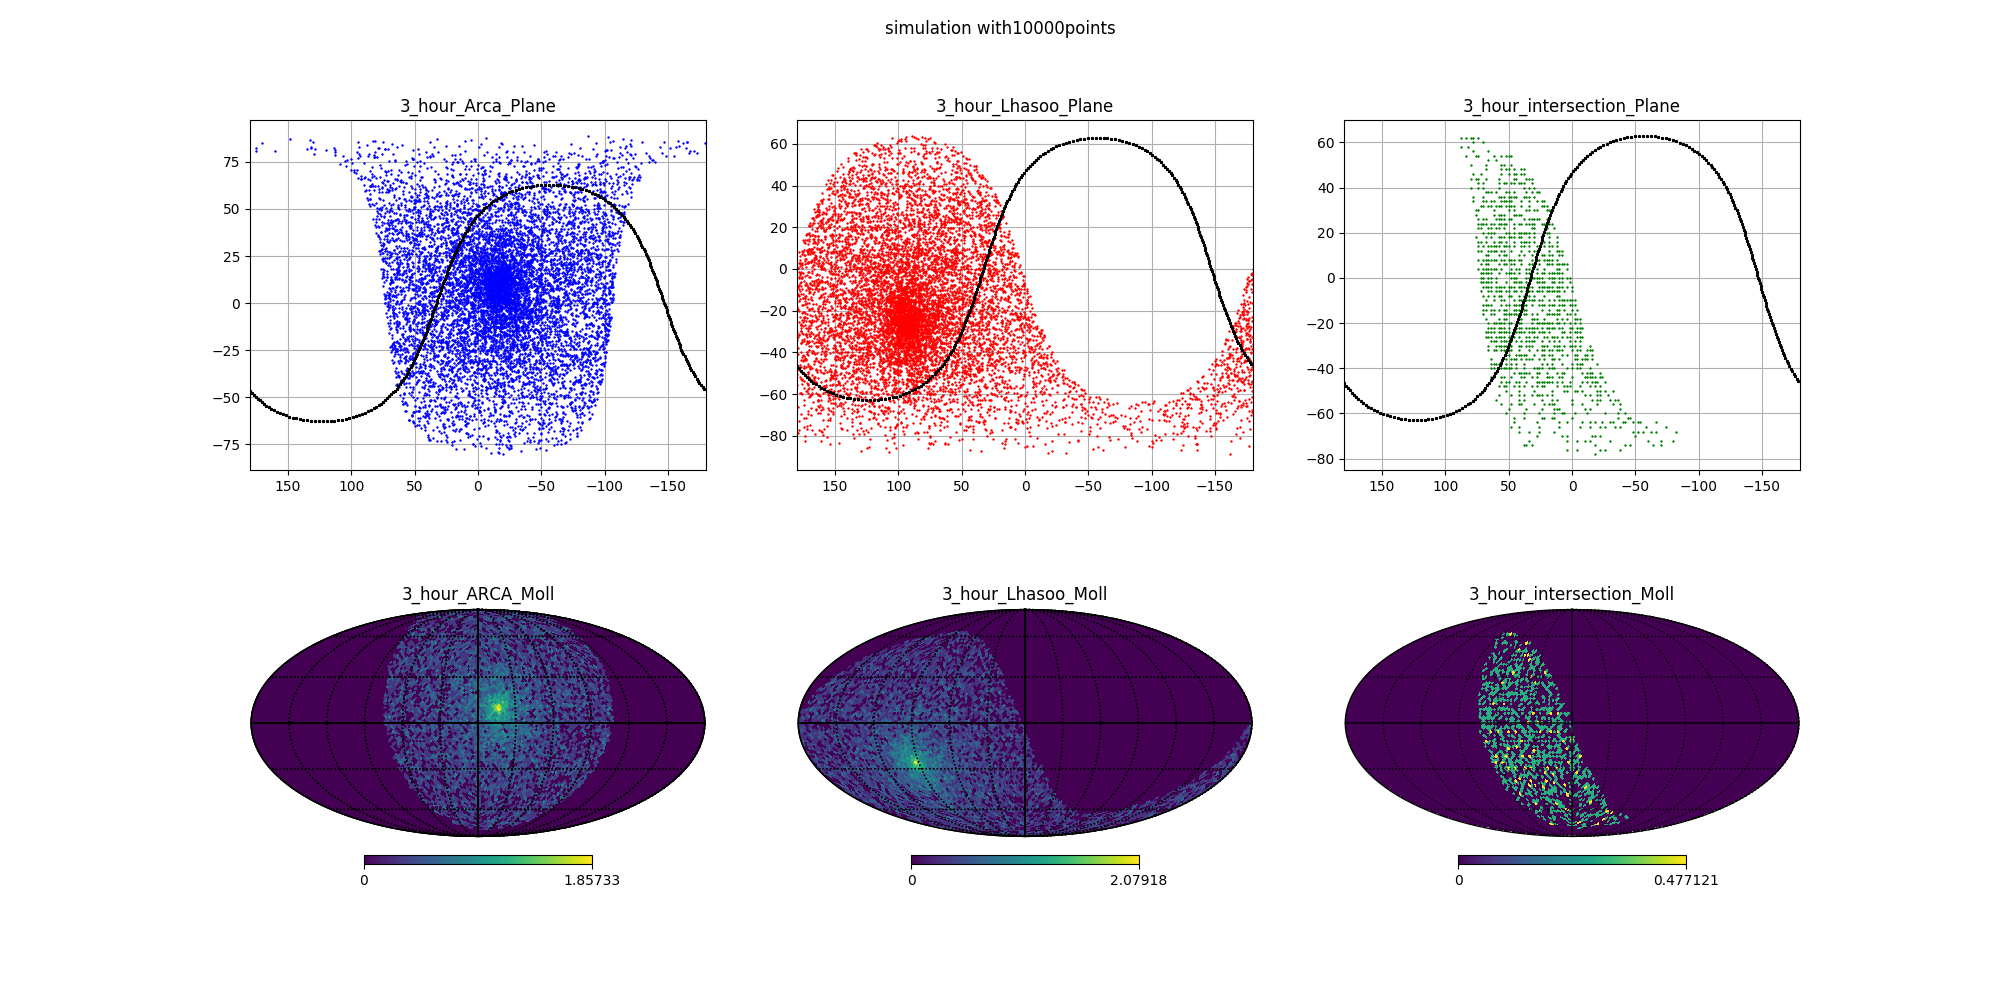 simulation with10000points
3_hour_Arca_Plane
3_hour_Lhasoo_Plane
3_hour_intersection_Plane
75
50
25
0
−25
−50
−75
150 100 50 0 −50 −100 −150
60
40
20
0
−20
−40
−60
−80
150 100 50 0 −50 −100 −150
60
40
20
0
−20
−40
−60
−80
150 100 50 0 −50 −100 −150
3_hour_ARCA_Moll
3_hour_Lhasoo_Moll
3_hour_intersection_Moll
0 1.85733
0 2.07918
0 0.477121